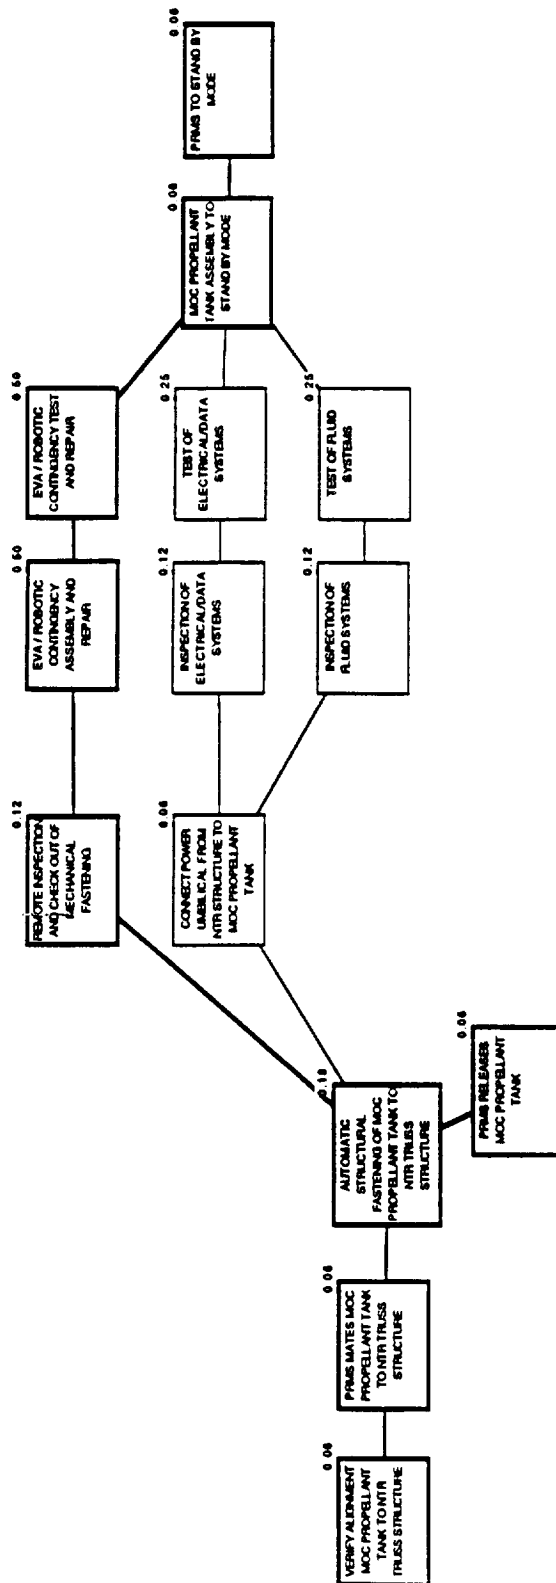 0.06
VERIFY ALIGNMENT
MOC PROPELLANT
TANK TO NTR
TRUSS STRUCTURE
0.06
PRMS MATES MOC
PROPELLANT TANK
TO NTR TRUSS
STRUCTURE
0.18
AUTOMATIC
STRUCTURAL
FASTENING OF MOC
PROPELLANT TANK TO
NTR TRUSS
STRUCTURE
0.06
PRMS RELEASES
MOC PROPELLANT
TANK
0.12
REMOTE INSPECTION
AND CHECK OUT OF
MECHANICAL
FASTENING
0.06
CONNECT POWER
UMBILICAL FROM
NTR STRUCTURE TO
MOC PROPELLANT
TANK
0.50
EVA / ROBOTIC
CONTINGENCY
ASSEMBLY AND
REPAIR
0.12
INSPECTION OF
ELECTRICAL/DATA
SYSTEMS
0.12
INSPECTION OF
FLUID SYSTEMS
0.50
EVA / ROBOTIC
CONTINGENCY TEST
AND REPAIR
0.25
TEST OF
ELECTRICAL/DATA
SYSTEMS
0.25
TEST OF FLUID
SYSTEMS
0.06
MOC PROPELLANT
TANK ASSEMBLY TO
STAND BY MODE
0.06
PRMS TO STAND BY
MODE